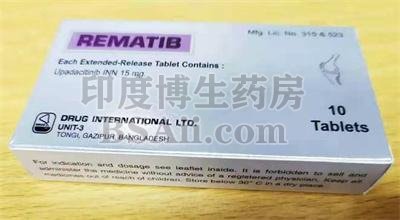 REMATIB
Mfg. Lic. No. 315 & 523
Each Extended-Release Tablet Contains :
Upadacitinib INN 15 mg.
印度博生药房
DRUG INTERNATIONAL LTD.
UNIT-3
TONGI, GAZIPUR, BANGLADESH
10
Tablets
For indication and dosage see leaflet inside. It is forbidden to sell and
administer the medicine without advice of a registered physician. Keep all
medicines out of reach of children. Store below 30° C in a dry place.